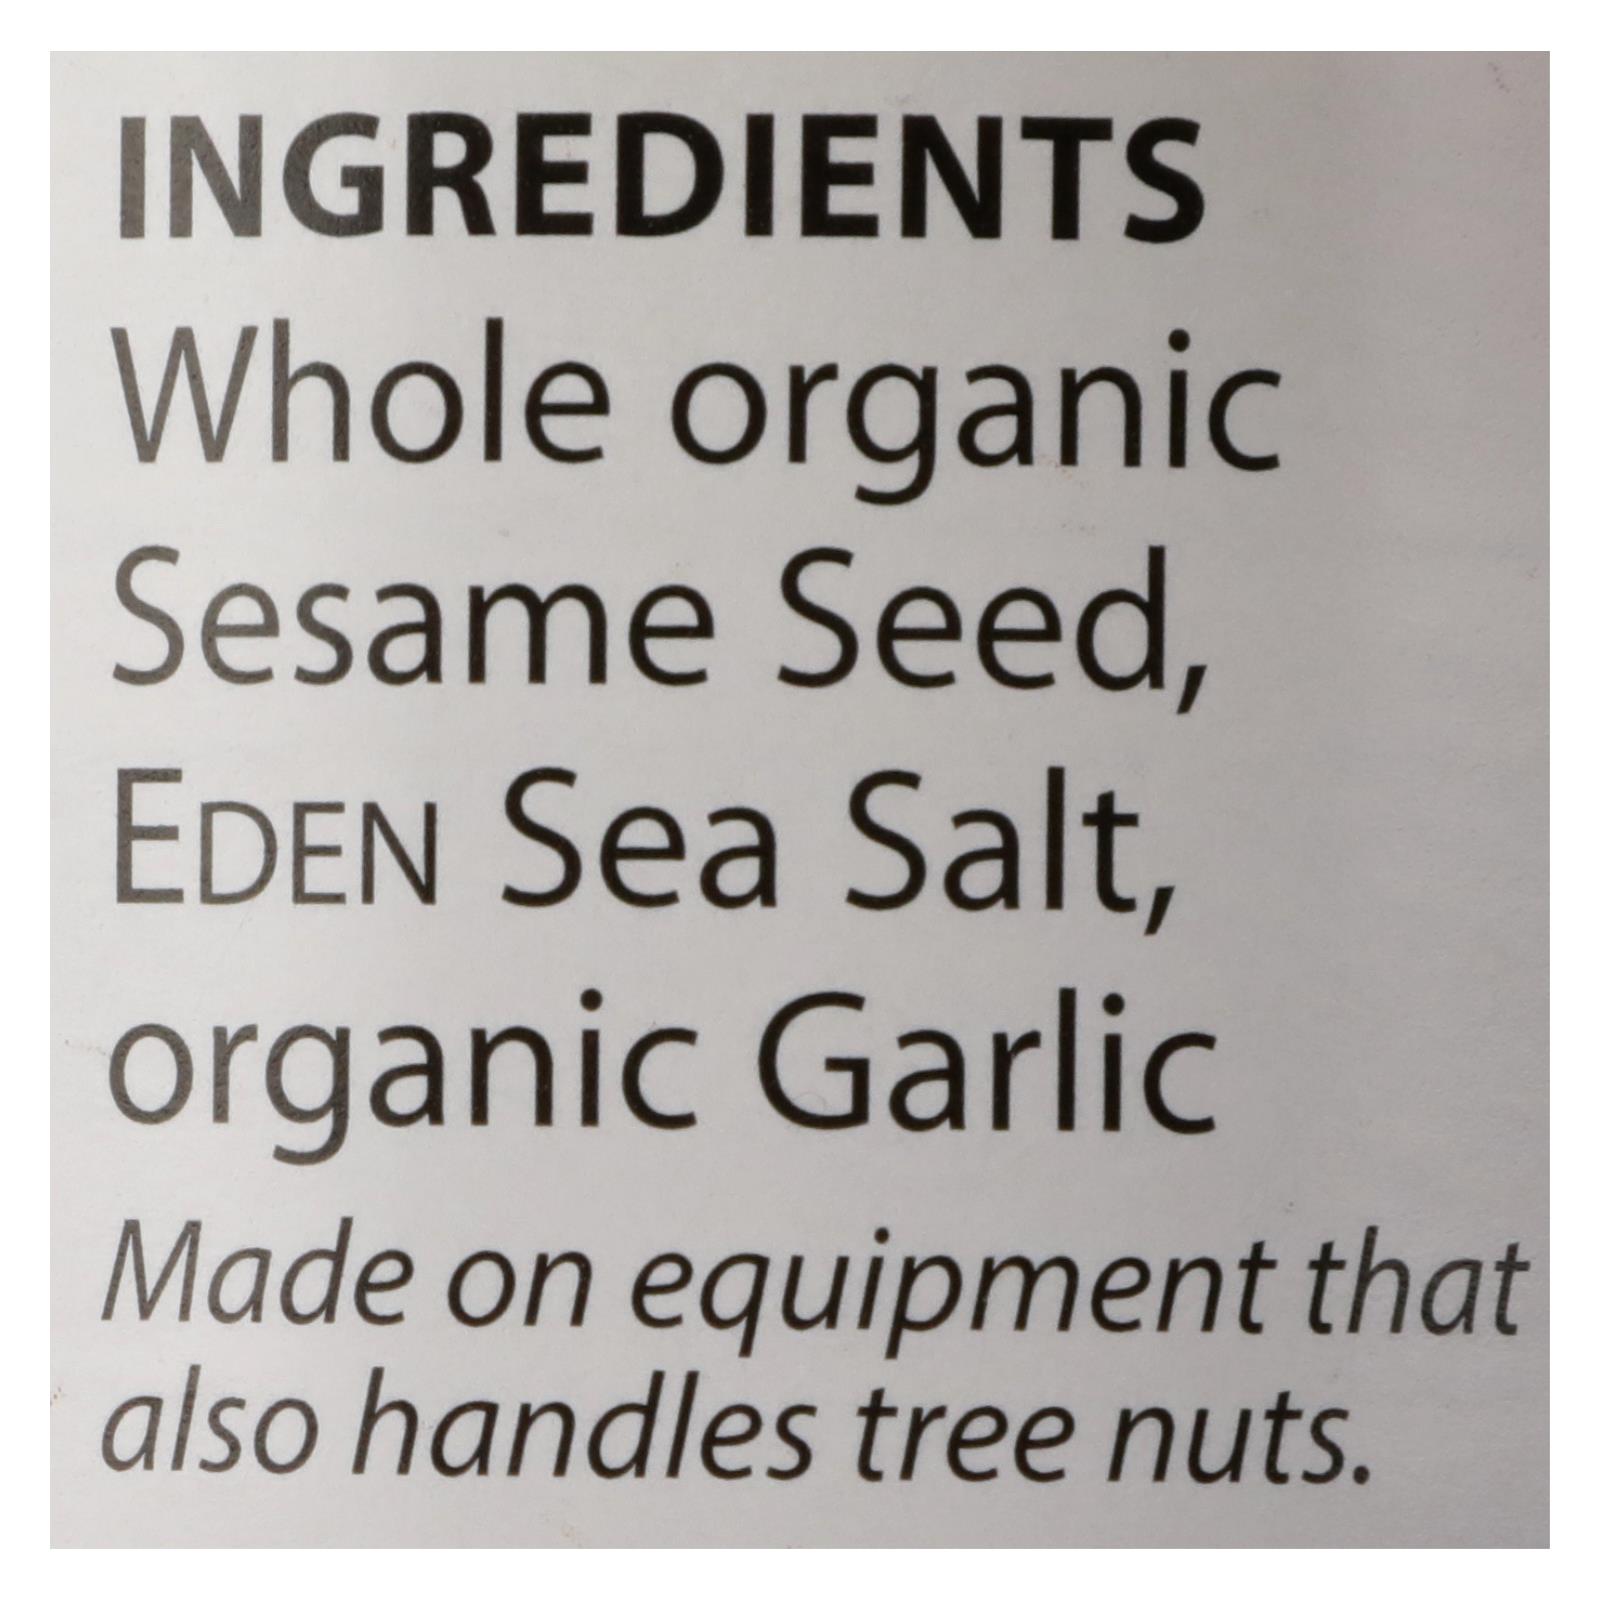 INGREDIENTS
Whole organic
Sesame Seed,
EDEN Sea Salt,
organic Garlic
Made on equipment that
also handles tree nuts.